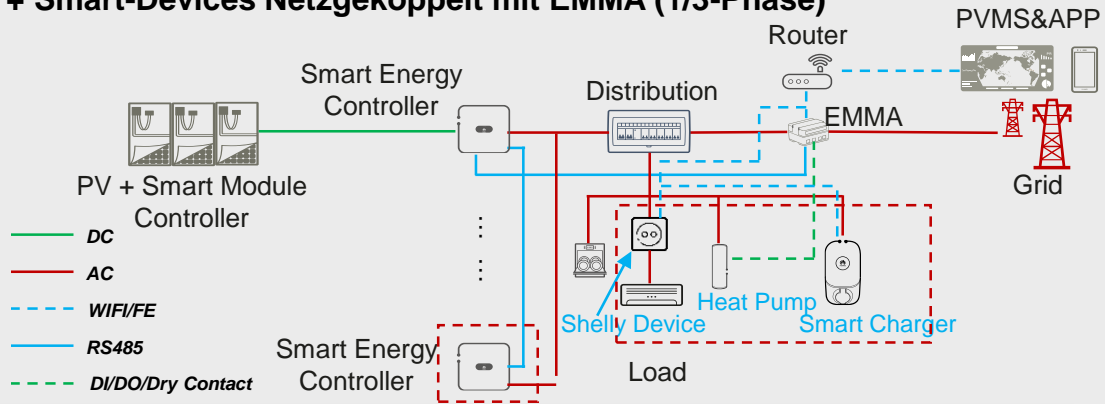 + Smart-Devices Netzgekoppelt mit EMMA (1/3-Phase)
PVMS&APP
Router
Smart Energy
Controller
Distribution
EMMA
Grid
PV + Smart Module
Controller
DC
AC
WIFI/FE
RS485
DI/DO/Dry Contact
Heat Pump
Shelly Device
Smart Charger
Smart Energy
Controller
Load